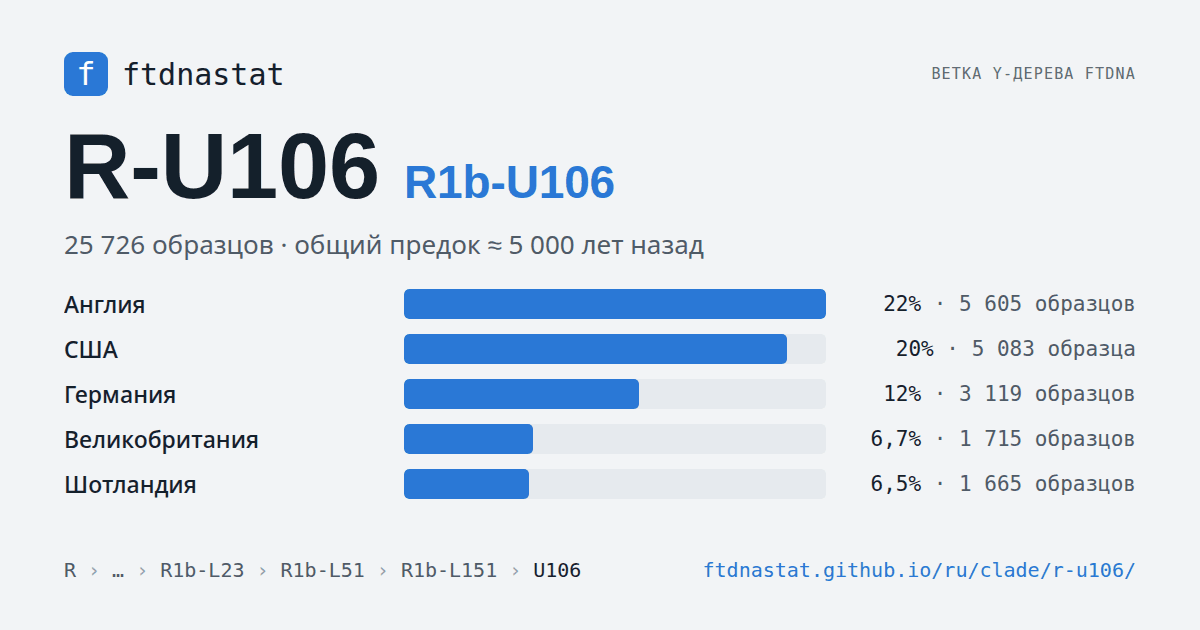 f ftdnastat
ВЕТКА Y-ДЕРЕВА FTDNA
R-U106 R1b-U106
25 726 образцов · общий предок ≈ 5 000 лет назад
Англия 22% · 5 605 образцов
США 20% · 5 083 образца
Германия 12% · 3 119 образцов
Великобритания 6,7% · 1 715 образцов
Шотландия 6,5% · 1 665 образцов
R › … › R1b-L23 › R1b-L51 › R1b-L151 › U106
ftdnastat.github.io/ru/clade/r-u106/